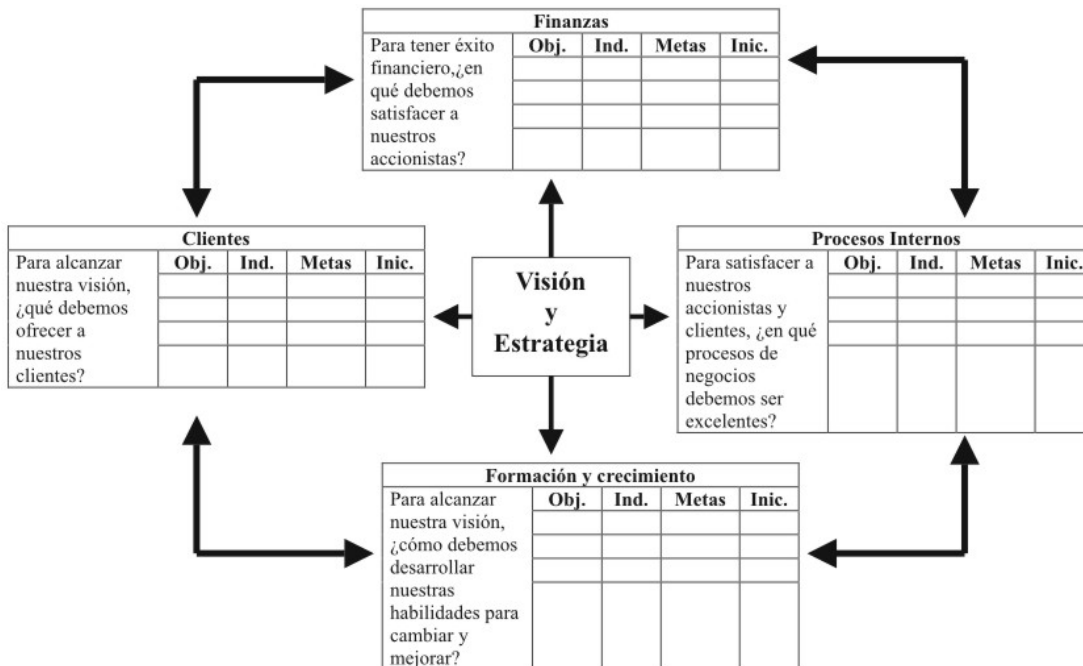 Finanzas
Para tener éxito
financiero,¿en
qué debemos
satisfacer a
nuestros
accionistas?
Obj. Ind. Metas Inic.
Clientes
Para alcanzar
nuestra visión,
¿qué debemos
ofrecer a
nuestros
clientes?
Obj. Ind. Metas Inic.
Visión
y
Estrategia
Procesos Internos
Para satisfacer a
nuestros
accionistas y
clientes, ¿en qué
procesos de
negocios
debemos ser
excelentes?
Obj. Ind. Metas Inic.
Formación y crecimiento
Para alcanzar
nuestra visión,
¿cómo debemos
desarrollar
nuestras
habilidades para
cambiar y
mejorar?
Obj. Ind. Metas Inic.